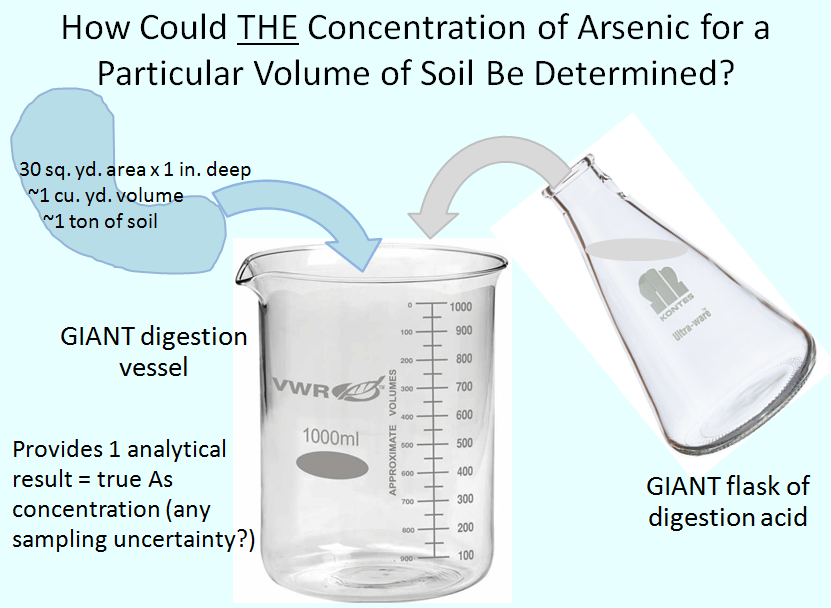 How Could THE Concentration of Arsenic for a
Particular Volume of Soil Be Determined?
30 sq. yd. area x 1 in. deep
~1 cu. yd. volume
~1 ton of soil
GIANT digestion
vessel
Provides 1 analytical
result = true As
concentration (any
sampling uncertainty?)
VWR
1000ml
APPROXIMATE VOLUMES
0 1000
100 900
200 800
300 700
400 600
500 500
600 400
700 300
800 200
900 100
KONTES
Ultra-ware
GIANT flask of
digestion acid